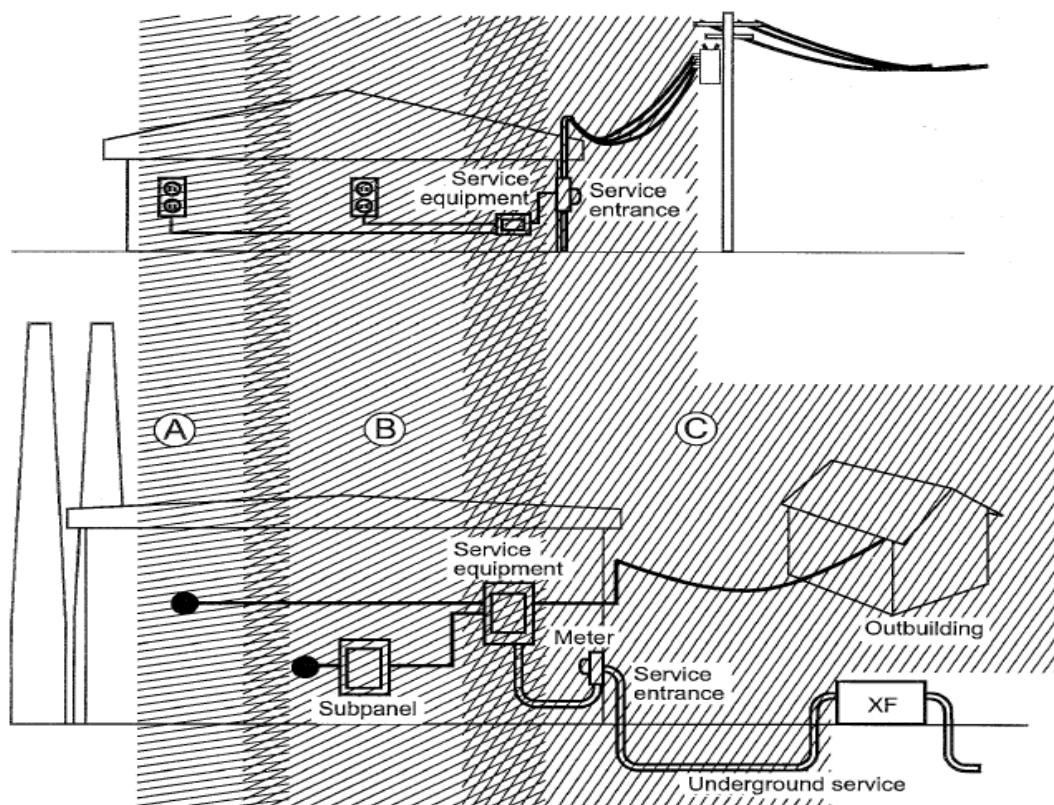 Service
equipment
Service
entrance
A
B
C
Service
equipment
Meter
Outbuilding
Service
entrance
Subpanel
XF
Underground service